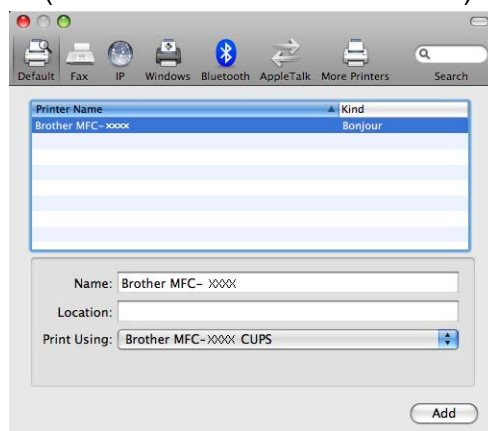 Default Fax IP Windows Bluetooth AppleTalk More Printers Search
Printer Name Kind
Brother MFC-xxxx Bonjour
Name: Brother MFC- XXXX
Location:
Print Using: Brother MFC-XXXX CUPS
Add